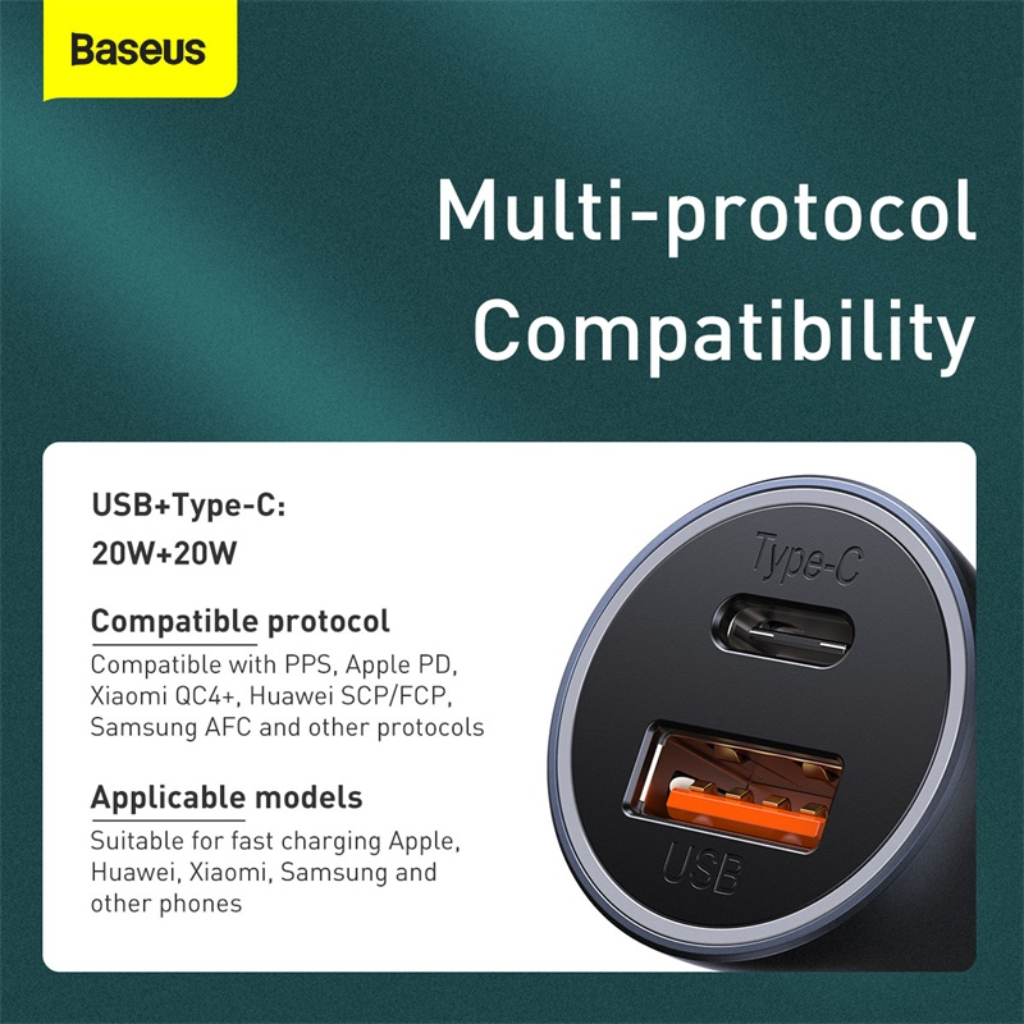 Baseus
Multi-protocol
Compatibility
USB+Type-C:
20W+20W
Compatible protocol
Compatible with PPS, Apple PD,
Xiaomi QC4+, Huawei SCP/FCP,
Samsung AFC and other protocols
Applicable models
Suitable for fast charging Apple,
Huawei, Xiaomi, Samsung and
other phones
Type-C
USB